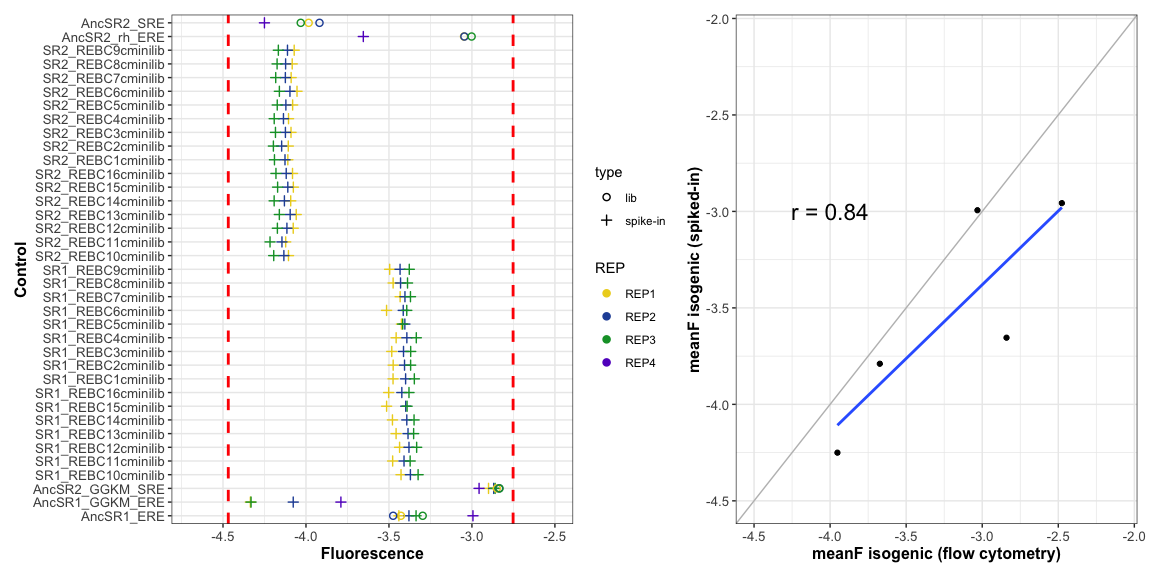 Control
AncSR2_SRE
AncSR2_rh_ERE
SR2_REBC9cminilib
SR2_REBC8cminilib
SR2_REBC7cminilib
SR2_REBC6cminilib
SR2_REBC5cminilib
SR2_REBC4cminilib
SR2_REBC3cminilib
SR2_REBC2cminilib
SR2_REBC1cminilib
SR2_REBC16cminilib
SR2_REBC15cminilib
SR2_REBC14cminilib
SR2_REBC13cminilib
SR2_REBC12cminilib
SR2_REBC11cminilib
SR2_REBC10cminilib
SR1_REBC9cminilib
SR1_REBC8cminilib
SR1_REBC7cminilib
SR1_REBC6cminilib
SR1_REBC5cminilib
SR1_REBC4cminilib
SR1_REBC3cminilib
SR1_REBC2cminilib
SR1_REBC1cminilib
SR1_REBC16cminilib
SR1_REBC15cminilib
SR1_REBC14cminilib
SR1_REBC13cminilib
SR1_REBC12cminilib
SR1_REBC11cminilib
SR1_REBC10cminilib
AncSR2_GGKM_SRE
AncSR1_GGKM_ERE
AncSR1_ERE
-4.5 -4.0 -3.5 -3.0 -2.5
Fluorescence
type
lib
spike-in
REP
REP1
REP2
REP3
REP4
meanF isogenic (spiked-in)
-2.0
-2.5
-3.0
-3.5
-4.0
-4.5
r = 0.84
-4.5 -4.0 -3.5 -3.0 -2.5 -2.0
meanF isogenic (flow cytometry)